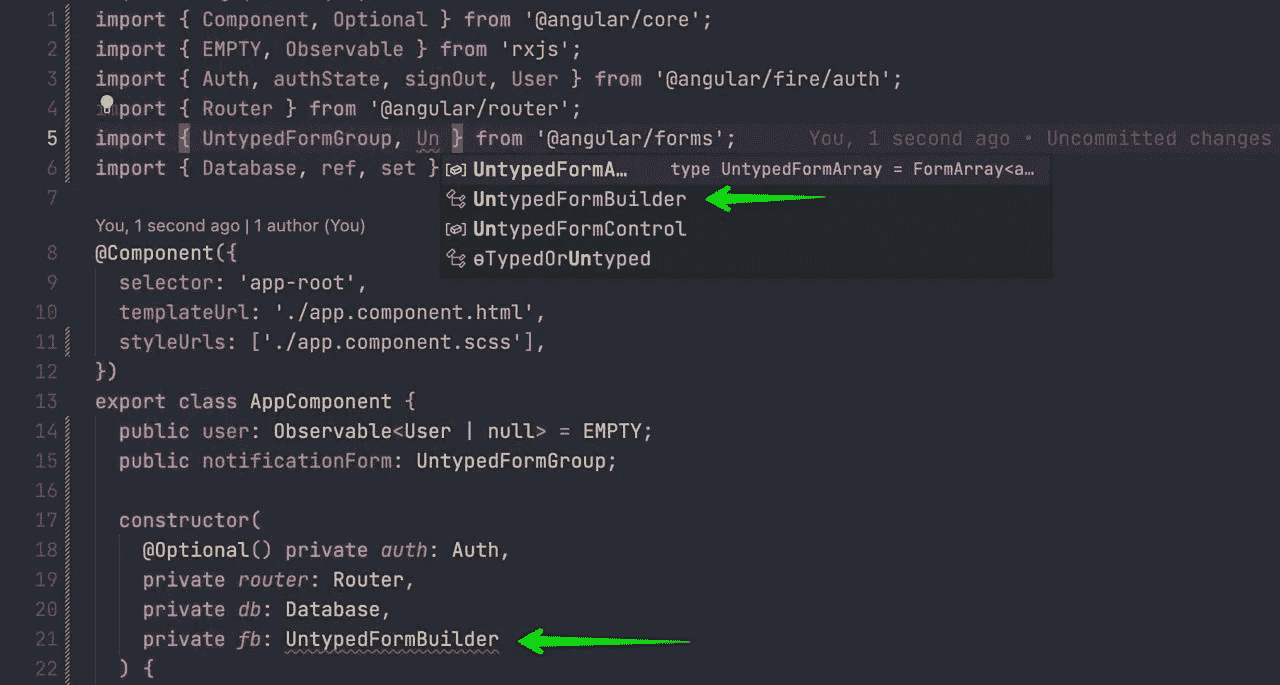 1 import { Component, Optional } from '@angular/core';
2 import { EMPTY, Observable } from 'rxjs';
3 import { Auth, authState, signOut, User } from '@angular/fire/auth';
4 import { Router } from '@angular/router';
5 import { UntypedFormGroup, Un } from '@angular/forms'; You, 1 second ago • Uncommitted changes
6 import { Database, ref, set }
UntypedFormA… type UntypedFormArray = FormArray<a…
UntypedFormBuilder
UntypedFormControl
ɵTypedOrUntyped
7
You, 1 second ago | 1 author (You)
8 @Component({
9 selector: 'app-root',
10 templateUrl: './app.component.html',
11 styleUrls: ['./app.component.scss'],
12 })
13 export class AppComponent {
14 public user: Observable<User | null> = EMPTY;
15 public notificationForm: UntypedFormGroup;
16
17 constructor(
18 @Optional() private auth: Auth,
19 private router: Router,
20 private db: Database,
21 private fb: UntypedFormBuilder
22 ) {